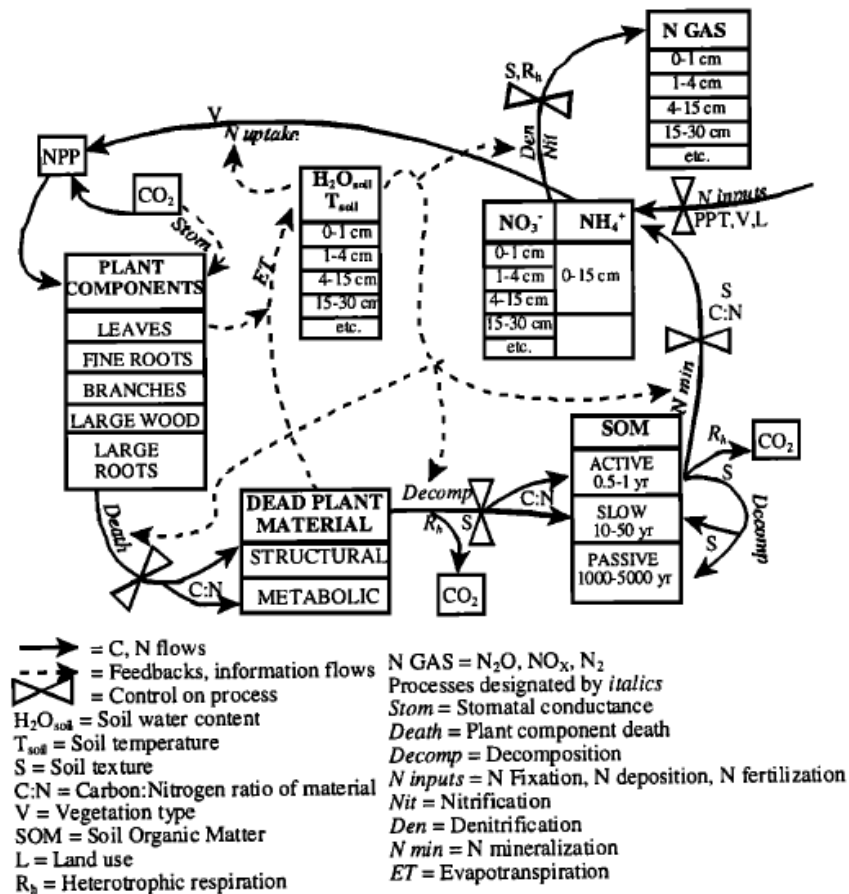 N GAS
0-1 cm
1-4 cm
4-15 cm
15-30 cm
etc.
S, Rh
Den
Nit
V
N uptake
NPP
CO2
Stom
H2Osoil
Tsoil
0-1 cm
1-4 cm
4-15 cm
15-30 cm
etc.
ET
NO3- NH4+
0-1 cm
1-4 cm
4-15 cm
15-30 cm
etc.
0-15 cm
N inputs
PPT, V, L
S
C:N
N min
PLANT
COMPONENTS
LEAVES
FINE ROOTS
BRANCHES
LARGE WOOD
LARGE
ROOTS
Death
C:N
DEAD PLANT
MATERIAL
STRUCTURAL
METABOLIC
Decomp
Rh
S
CO2
C:N
SOM
ACTIVE
0.5-1 yr
SLOW
10-50 yr
PASSIVE
1000-5000 yr
Rh
CO2
S
S
Decomp
= C, N flows
= Feedbacks, information flows
= Control on process
H2Osoil = Soil water content
Tsoil = Soil temperature
S = Soil texture
C:N = Carbon:Nitrogen ratio of material
V = Vegetation type
SOM = Soil Organic Matter
L = Land use
Rh = Heterotrophic respiration
N GAS = N2O, NOX, N2
Processes designated by italics
Stom = Stomatal conductance
Death = Plant component death
Decomp = Decomposition
N inputs = N Fixation, N deposition, N fertilization
Nit = Nitrification
Den = Denitrification
N min = N mineralization
ET = Evapotranspiration